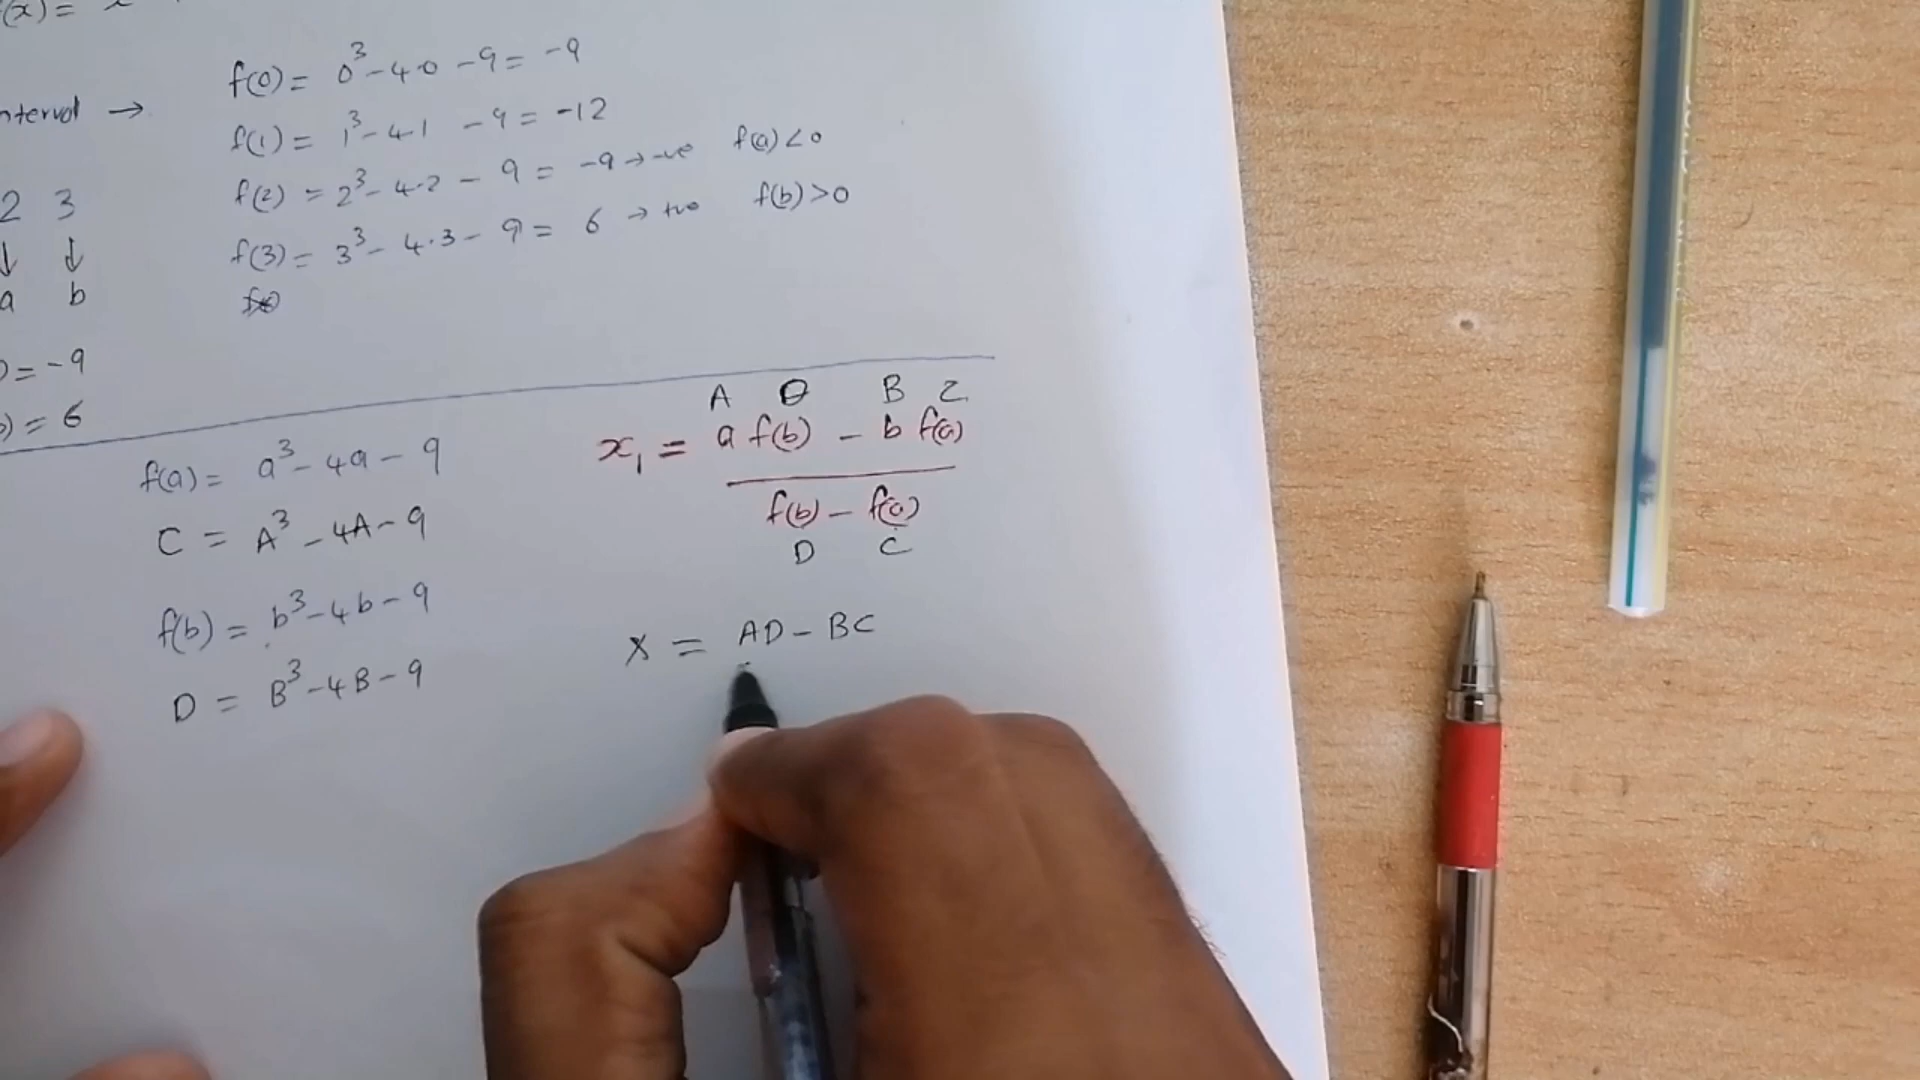 (x) =
f(0) = 0³ - 4·0 - 9 = -9
nterval →
f(1) = 1³ - 4·1 - 9 = -12
f(2) = 2³ - 4·2 - 9 = -9 → -ve f(a) < 0
2 3
f(3) = 3³ - 4·3 - 9 = 6 → +ve f(b) > 0
↓ ↓
a b
) = -9
) = 6
A D B C
x₁ = a f(b) - b f(a)
f(b) - f(a)
D C
f(a) = a³ - 4a - 9
C = A³ - 4A - 9
f(b) = b³ - 4b - 9
D = B³ - 4B - 9
X = AD - BC